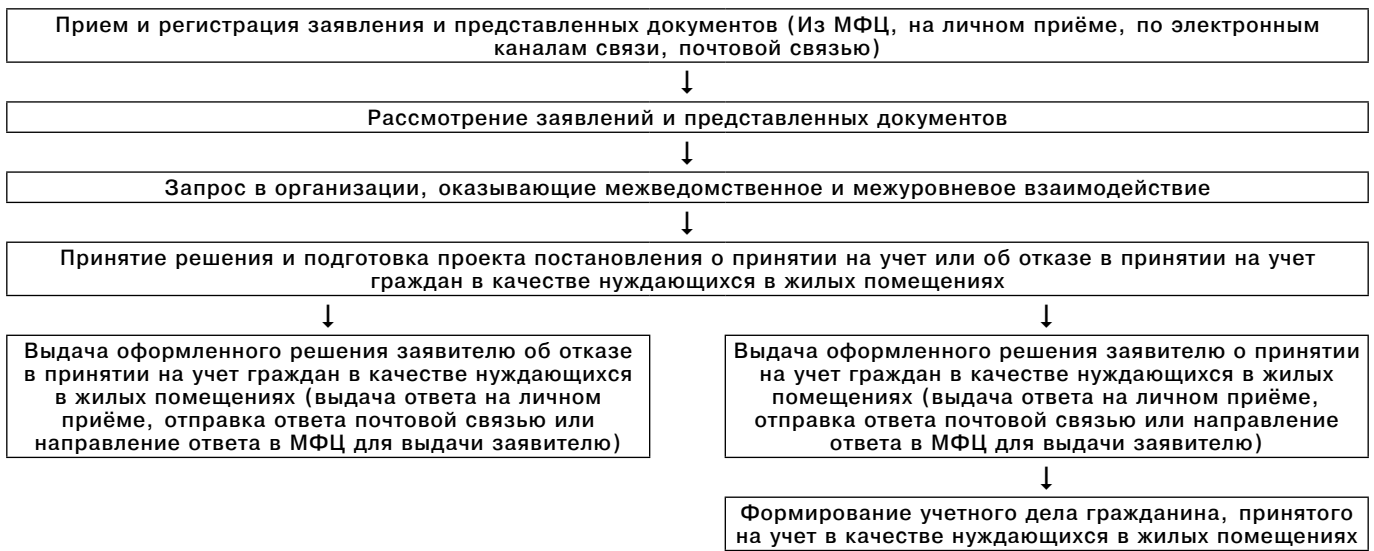 Прием и регистрация заявления и представленных документов (Из МФЦ, на личном приёме, по электронным
каналам связи, почтовой связью)
Рассмотрение заявлений и представленных документов
Запрос в организации, оказывающие межведомственное и межуровневое взаимодействие
Принятие решения и подготовка проекта постановления о принятии на учет или об отказе в принятии на учет
граждан в качестве нуждающихся в жилых помещениях
Выдача оформленного решения заявителю об отказе
в принятии на учет граждан в качестве нуждающихся
в жилых помещениях (выдача ответа на личном
приёме, отправка ответа почтовой связью или
направление ответа в МФЦ для выдачи заявителю)
Выдача оформленного решения заявителю о принятии
на учет граждан в качестве нуждающихся в жилых
помещениях (выдача ответа на личном приёме,
отправка ответа почтовой связью или направление
ответа в МФЦ для выдачи заявителю)
Формирование учетного дела гражданина, принятого
на учет в качестве нуждающихся в жилых помещениях